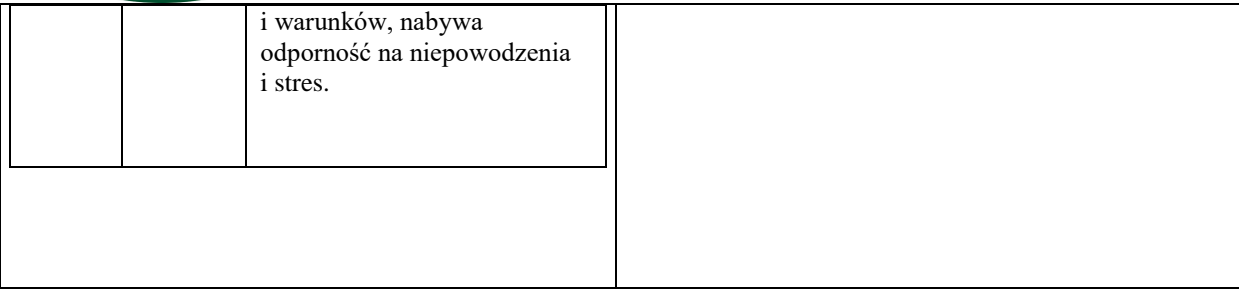 i warunków, nabywa
odporność na niepowodzenia
i stres.